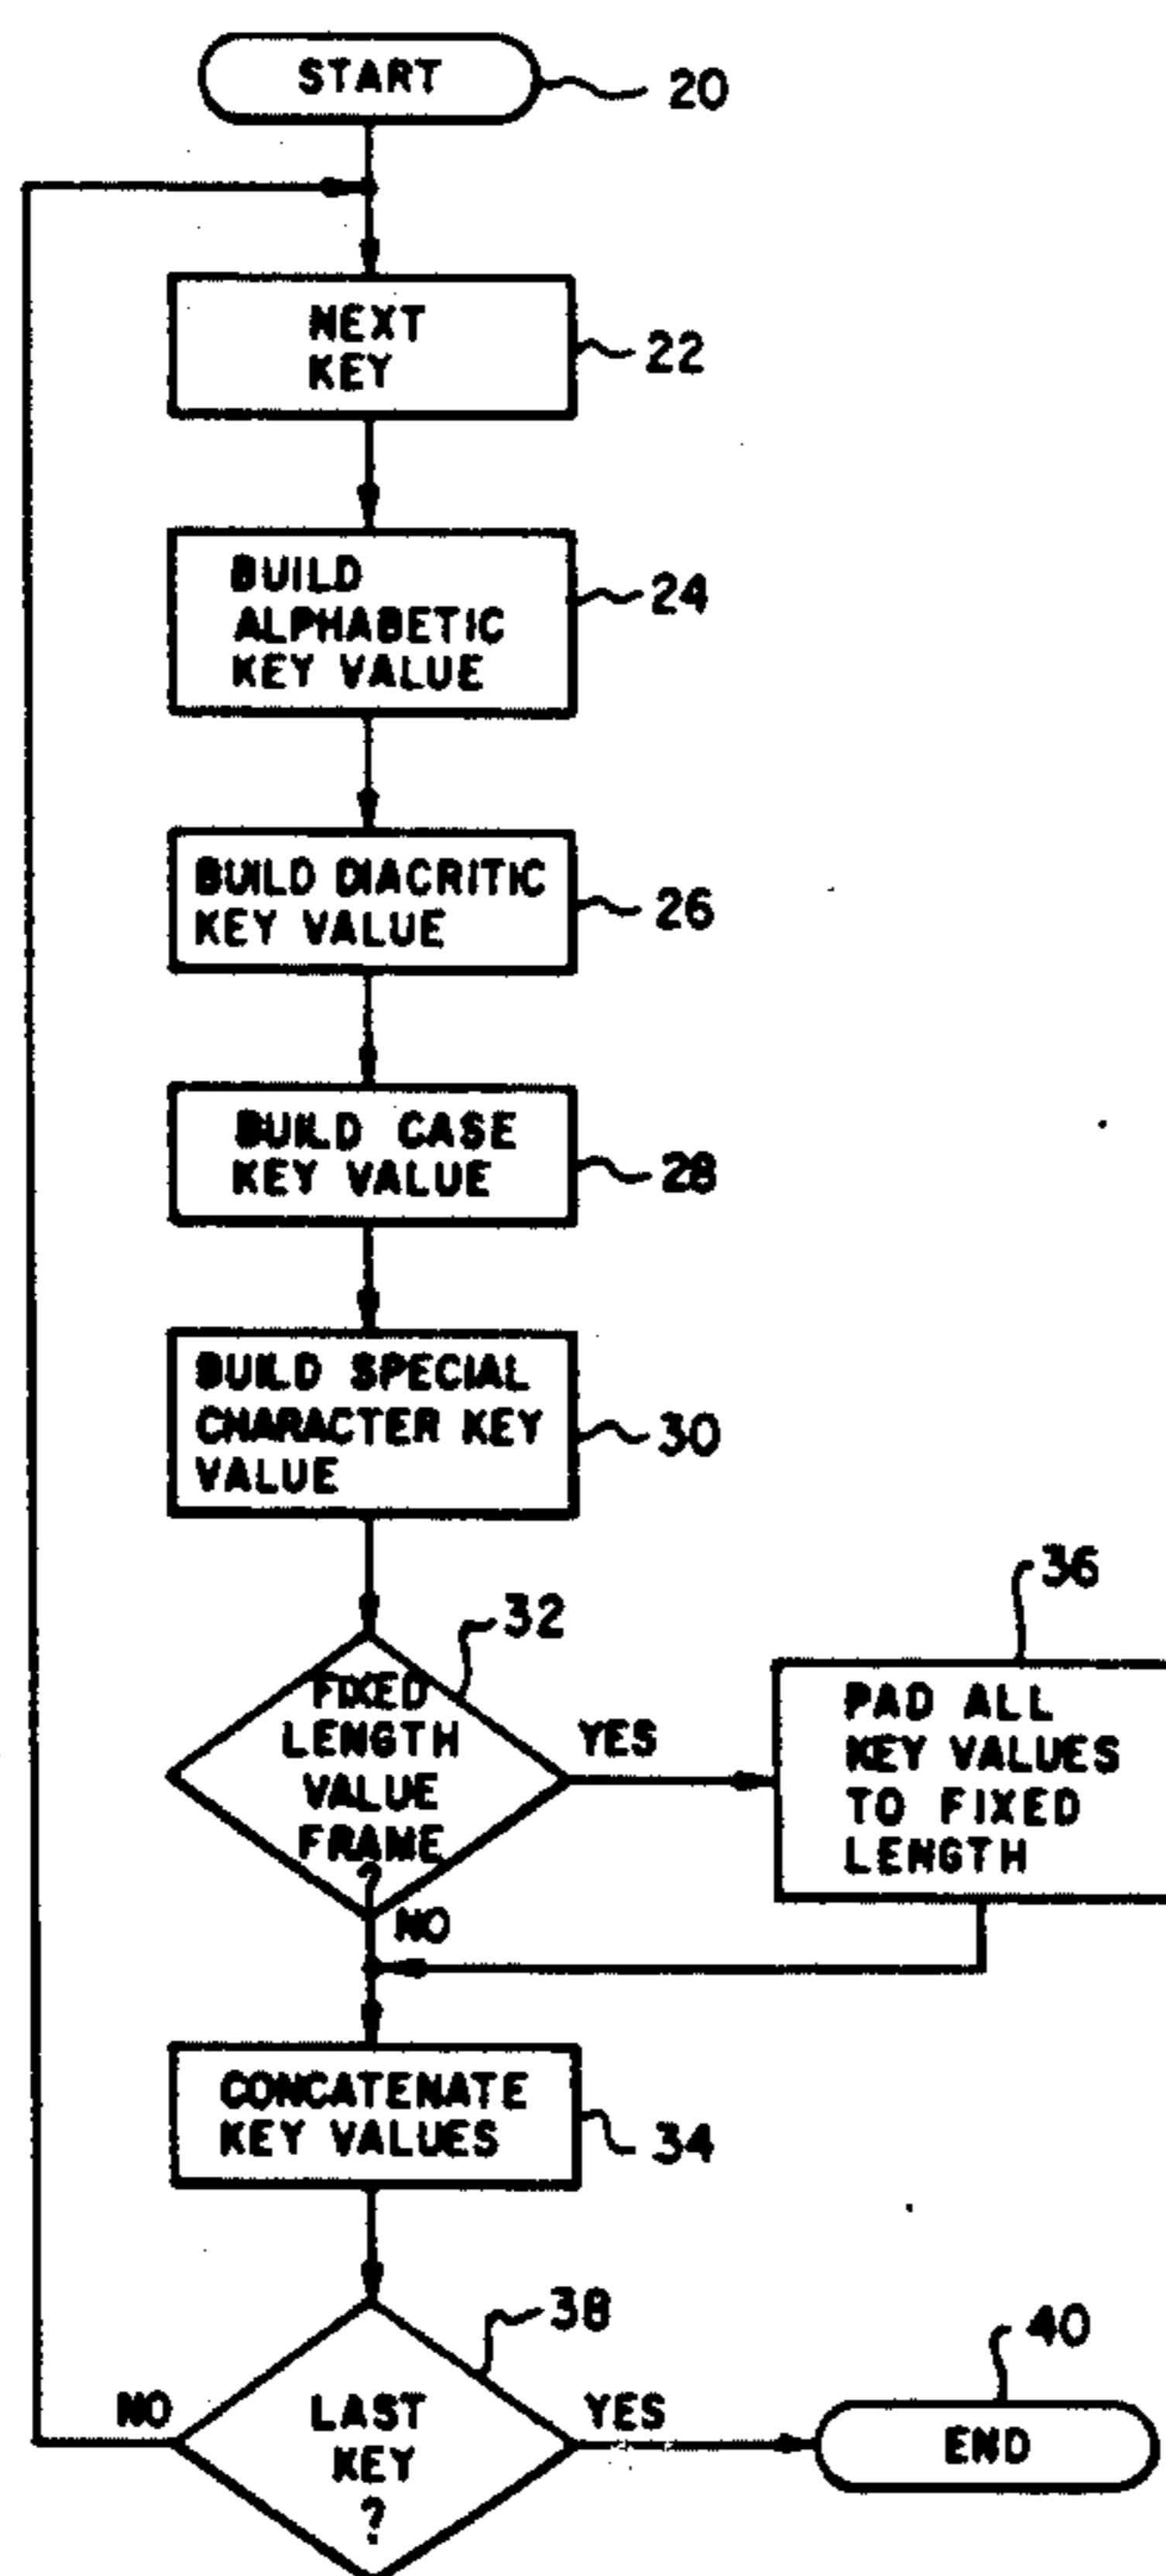 START
20
NEXT
KEY
22
BUILD
ALPHABETIC
KEY VALUE
24
BUILD DIACRITIC
KEY VALUE
26
BUILD CASE
KEY VALUE
28
BUILD SPECIAL
CHARACTER KEY
VALUE
30
32
FIXED
LENGTH
VALUE
FRAME
?
YES
NO
36
PAD ALL
KEY VALUES
TO FIXED
LENGTH
CONCATENATE
KEY VALUES
34
38
LAST
KEY
?
NO
YES
40
END